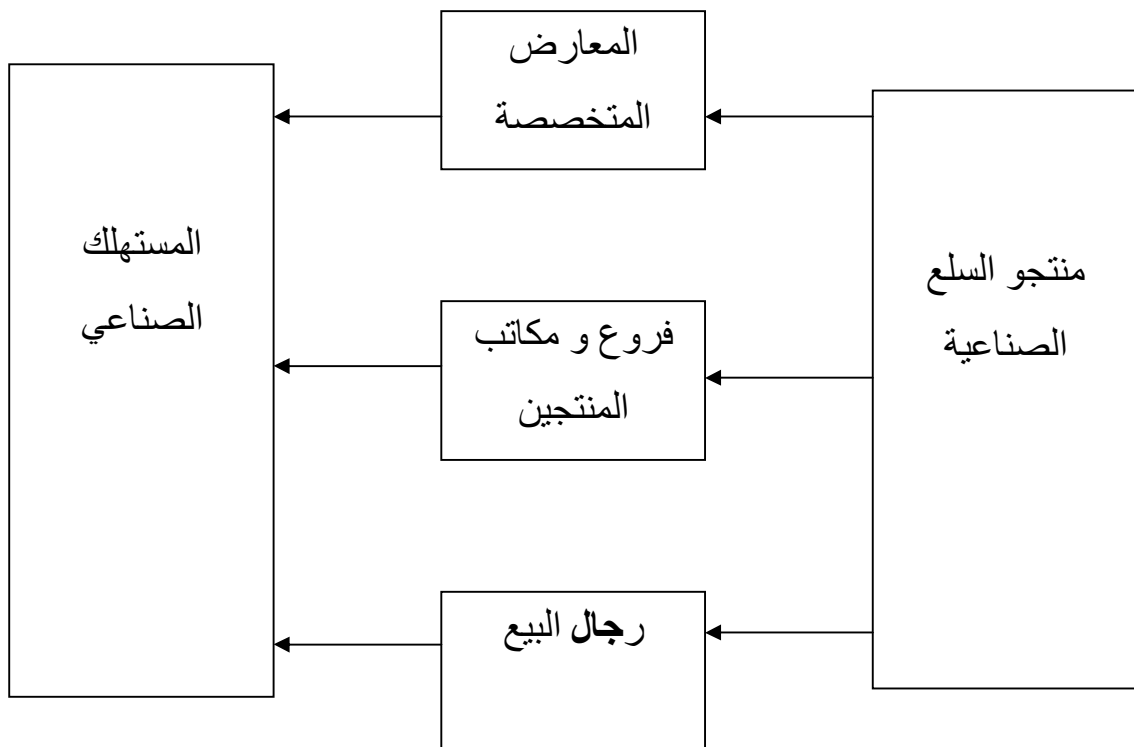 منتجو السلع
الصناعية
المعارض
المتخصصة
فروع و مكاتب
المنتجين
رجال البيع
المستهلك
الصناعي